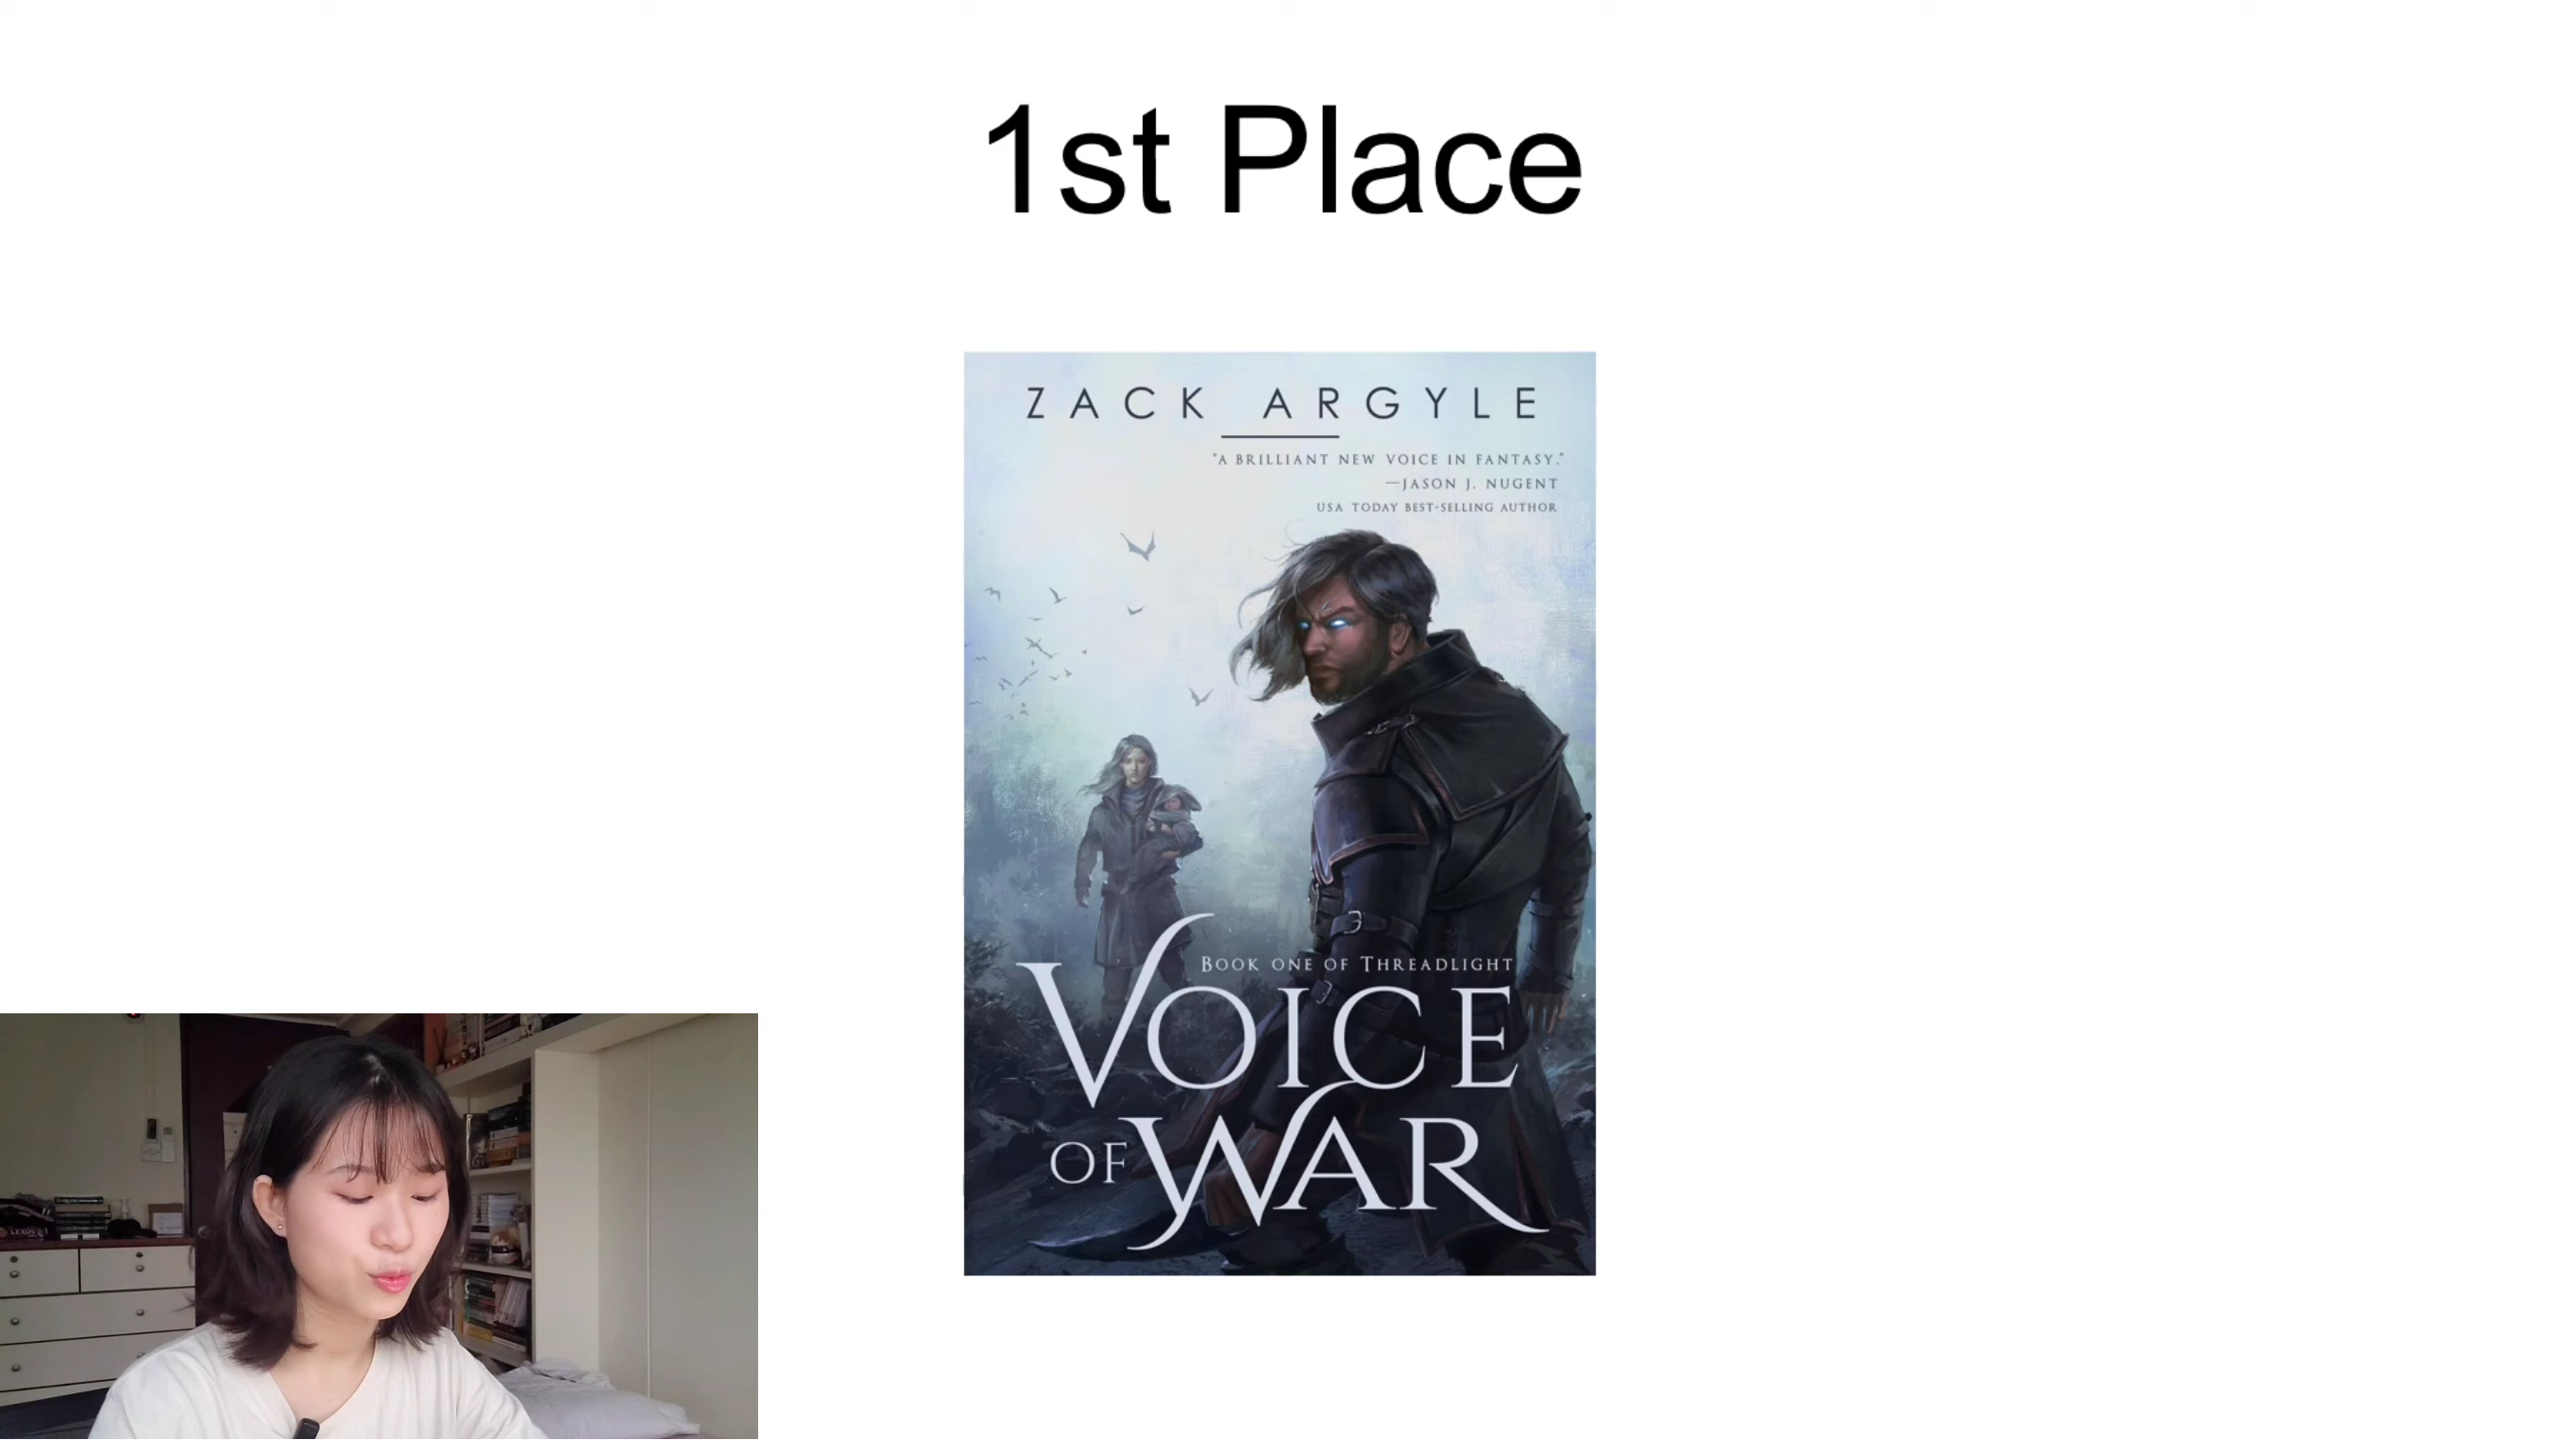 1st Place
ZACK ARGYLE
"A BRILLIANT NEW VOICE IN FANTASY."
—JASON J. NUGENT
USA TODAY BEST-SELLING AUTHOR
BOOK ONE OF THREADLIGHT
VOICE
OF WAR